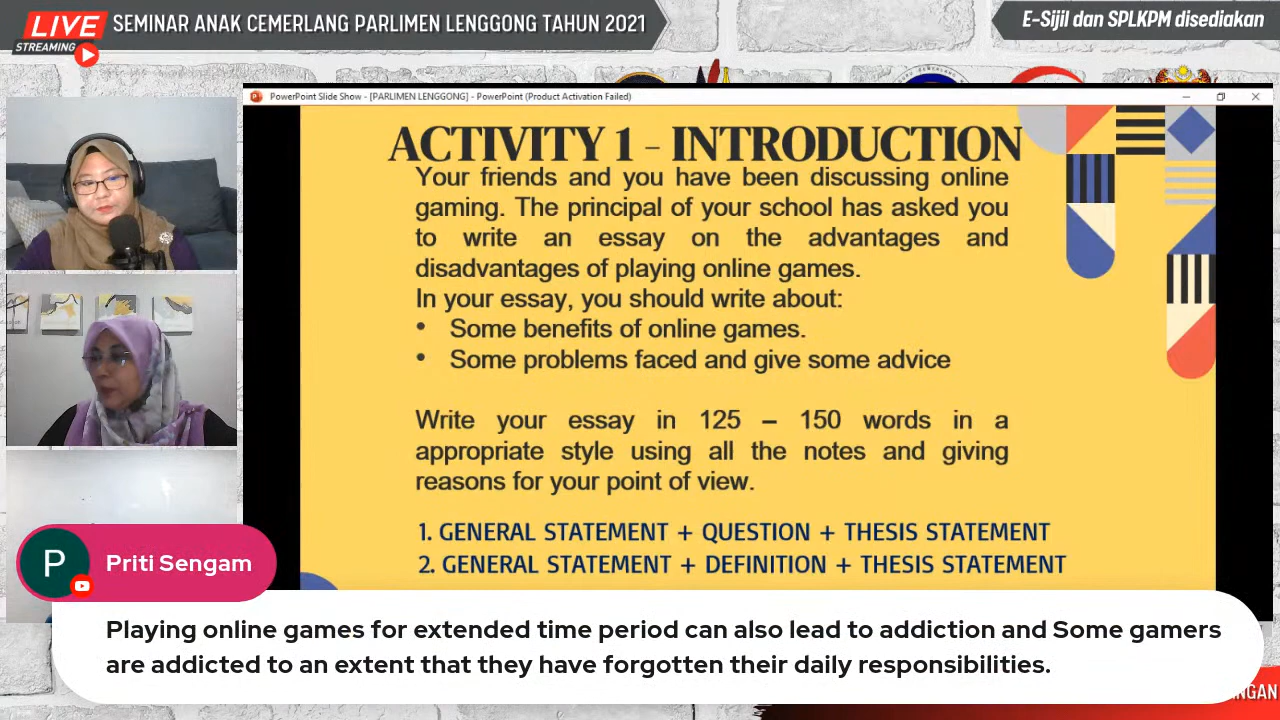 LIVE
STREAMING
SEMINAR ANAK CEMERLANG PARLIMEN LENGGONG TAHUN 2021
E-Sijil dan SPLKPM disediakan
PowerPoint Slide Show - [PARLIMEN LENGGONG] - PowerPoint (Product Activation Failed)
ACTIVITY 1 - INTRODUCTION
Your friends and you have been discussing online
gaming. The principal of your school has asked you
to write an essay on the advantages and
disadvantages of playing online games.
In your essay, you should write about:
• Some benefits of online games.
• Some problems faced and give some advice
Write your essay in 125 – 150 words in a
appropriate style using all the notes and giving
reasons for your point of view.
1. GENERAL STATEMENT + QUESTION + THESIS STATEMENT
2. GENERAL STATEMENT + DEFINITION + THESIS STATEMENT
P
Priti Sengam
Playing online games for extended time period can also lead to addiction and Some gamers
are addicted to an extent that they have forgotten their daily responsibilities.